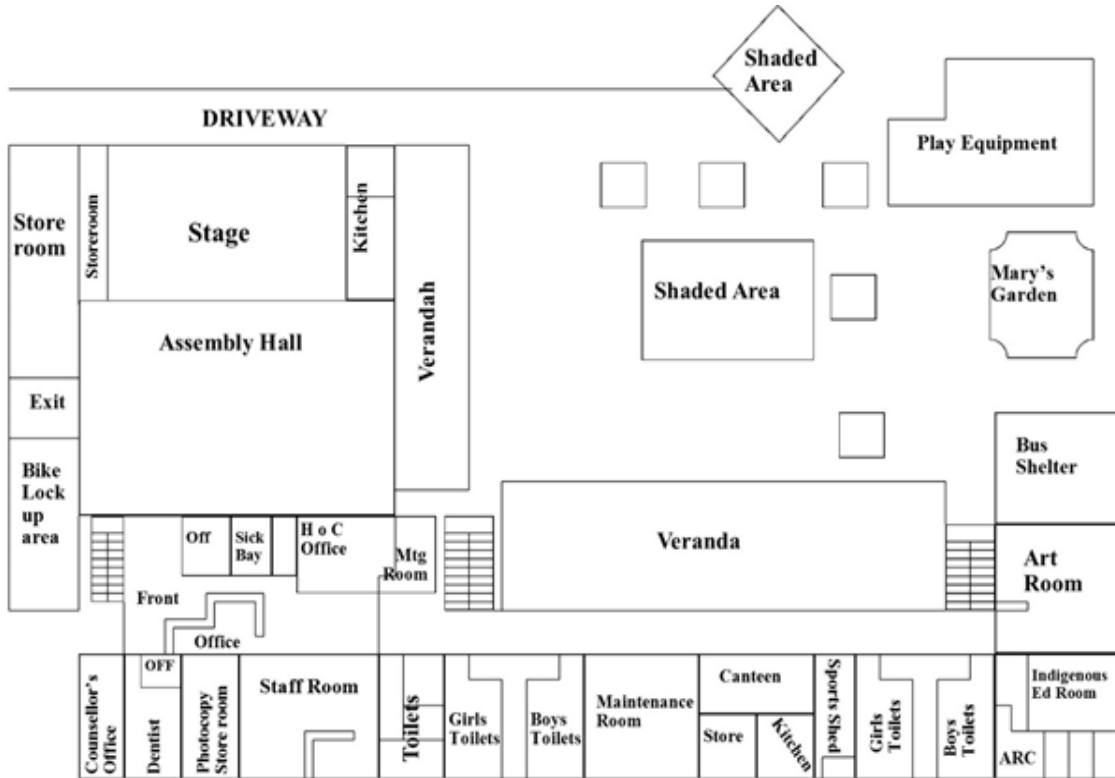 Shaded
Area
DRIVEWAY
Play Equipment
Store
room
Storeroom
Stage
Kitchen
Verandah
Shaded Area
Mary's
Garden
Assembly Hall
Exit
Bike
Lock
up
area
Bus
Shelter
Off
Sick
Bay
H o C
Office
Mtg
Room
Veranda
Art
Room
Front
Office
Counsellor's
Office
OFF
Dentist
Photocopy
Store room
Staff Room
Toilets
Girls
Toilets
Boys
Toilets
Maintenance
Room
Canteen
Store
Kitchen
Sports Shed
Girls
Toilets
Boys
Toilets
Indigenous
Ed Room
ARC